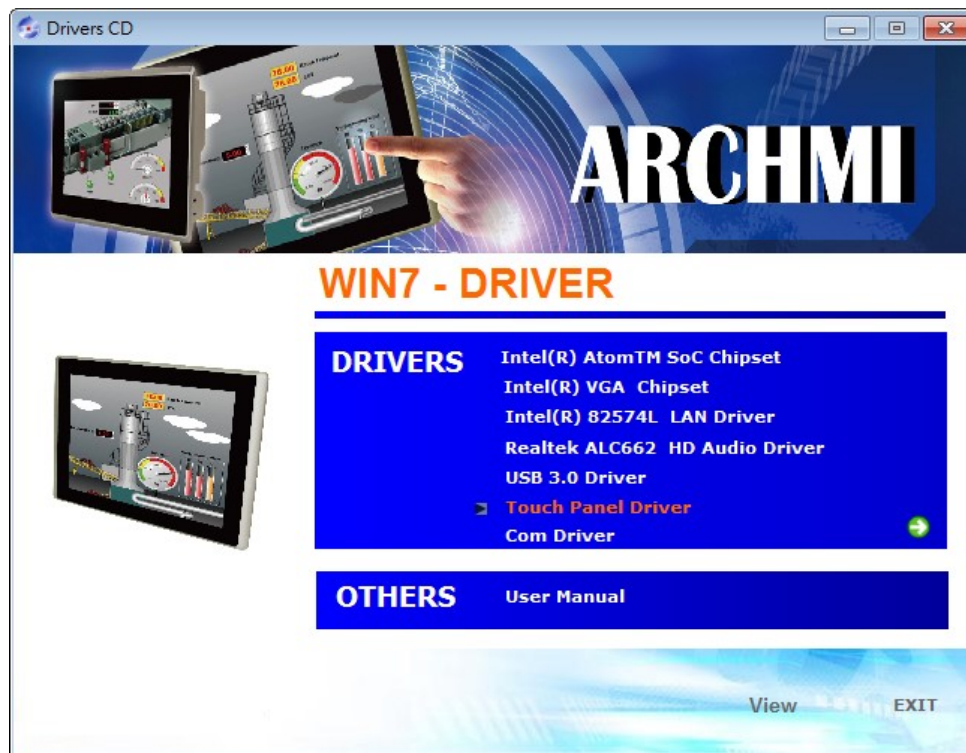 Drivers CD
ARCHMI
WIN7 - DRIVER
DRIVERS
Intel(R) AtomTM SoC Chipset
Intel(R) VGA Chipset
Intel(R) 82574L LAN Driver
Realtek ALC662 HD Audio Driver
USB 3.0 Driver
Touch Panel Driver
Com Driver
OTHERS
User Manual
View
EXIT